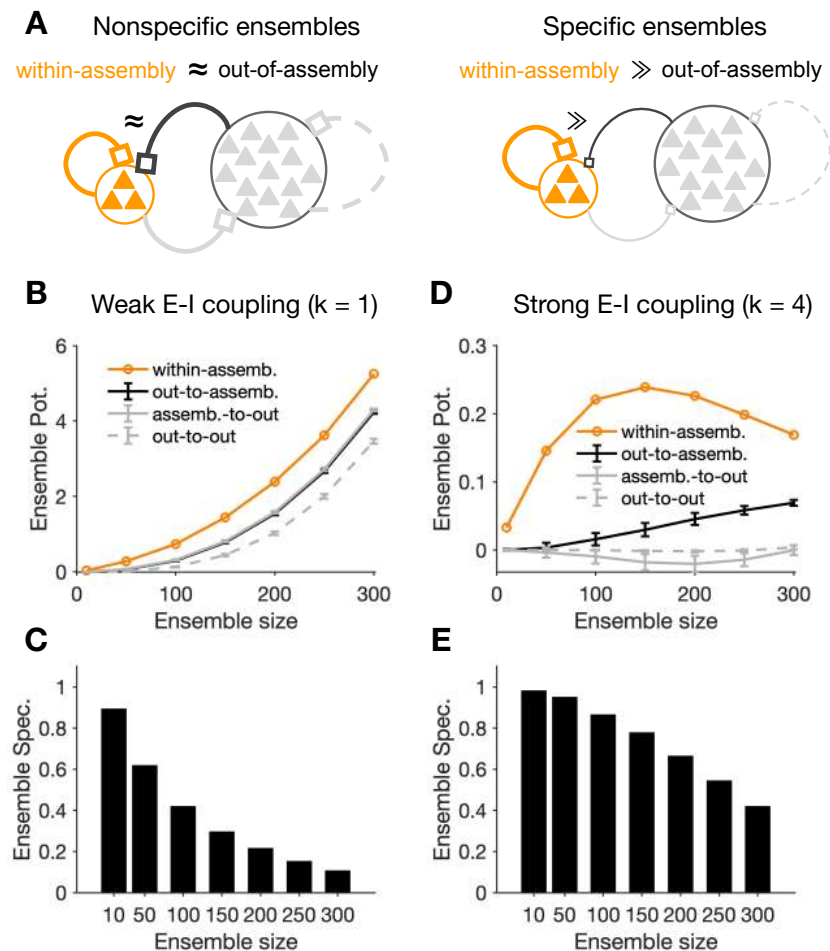 A
Nonspecific ensembles
Specific ensembles
within-assembly ≈ out-of-assembly
within-assembly ≫ out-of-assembly
≈
≫
B
Weak E-I coupling (k = 1)
6
4
2
0
Ensemble Pot.
within-assemb.
out-to-assemb.
assemb.-to-out
out-to-out
100
200
300
Ensemble size
D
Strong E-I coupling (k = 4)
0.3
0.2
0.1
0
Ensemble Pot.
within-assemb.
out-to-assemb.
assemb.-to-out
out-to-out
100
200
300
Ensemble size
C
1
0.8
0.6
0.4
0.2
0
Ensemble Spec.
10 50 100 150 200 250 300
Ensemble size
E
1
0.8
0.6
0.4
0.2
0
Ensemble Spec.
10 50 100 150 200 250 300
Ensemble size